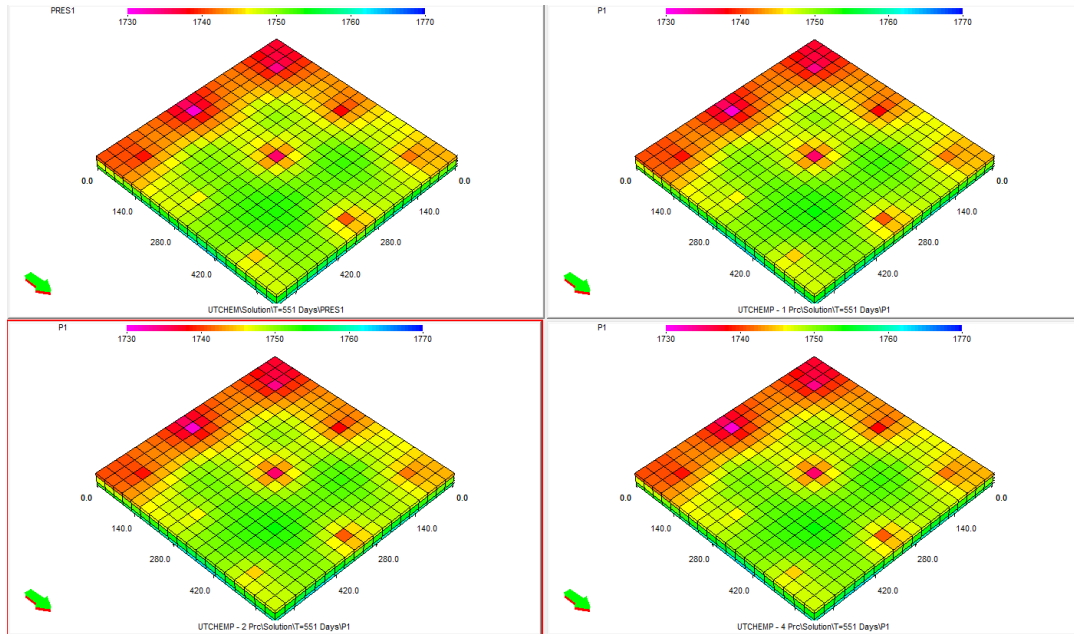 PRES1
1730 1740 1750 1760 1770
0.0 0.0
140.0 140.0
280.0 280.0
420.0 420.0
UTCHEM\Solution\T=551 Days\PRES1
P1
1730 1740 1750 1760 1770
0.0 0.0
140.0 140.0
280.0 280.0
420.0 420.0
UTCHEMP - 1 Prc\Solution\T=551 Days\P1
P1
1730 1740 1750 1760 1770
0.0 0.0
140.0 140.0
280.0 280.0
420.0 420.0
UTCHEMP - 2 Prc\Solution\T=551 Days\P1
P1
1730 1740 1750 1760 1770
0.0 0.0
140.0 140.0
280.0 280.0
420.0 420.0
UTCHEMP - 4 Prc\Solution\T=551 Days\P1